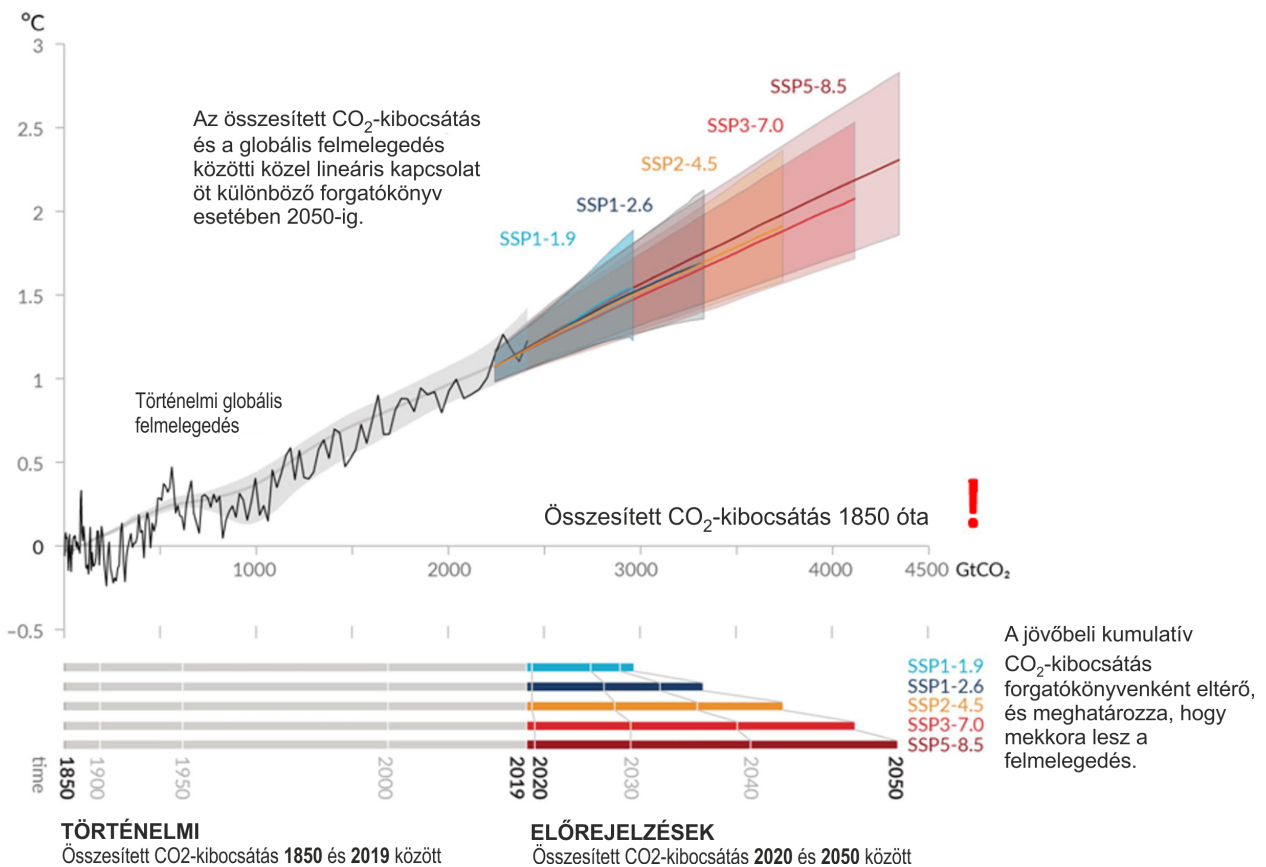 °C
3
2.5
2
1.5
1
0.5
0
−0.5
Az összesített CO₂-kibocsátás
és a globális felmelegedés
közötti közel lineáris kapcsolat
öt különböző forgatókönyv
esetében 2050-ig.
SSP5-8.5
SSP3-7.0
SSP2-4.5
SSP1-2.6
SSP1-1.9
Történelmi globális
felmelegedés
Összesített CO₂-kibocsátás 1850 óta
!
1000 2000 3000 4000 4500 GtCO₂
A jövőbeli kumulatív
CO₂-kibocsátás
forgatókönyvenként eltérő,
és meghatározza, hogy
mekkora lesz a
felmelegedés.
SSP1-1.9
SSP1-2.6
SSP2-4.5
SSP3-7.0
SSP5-8.5
time 1850 1900 1950 2000 2019 2020 2030 2040 2050
TÖRTÉNELMI
Összesített CO2-kibocsátás 1850 és 2019 között
ELŐREJELZÉSEK
Összesített CO2-kibocsátás 2020 és 2050 között